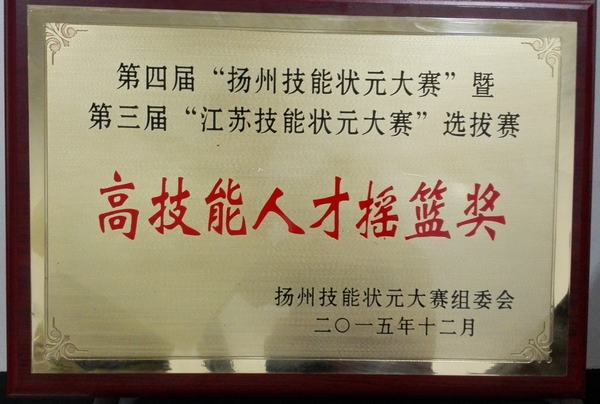 第四届“扬州技能状元大赛”暨
第三届“江苏技能状元大赛”选拔赛
高技能人才摇篮奖
扬州技能状元大赛组委会
二〇一五年十二月